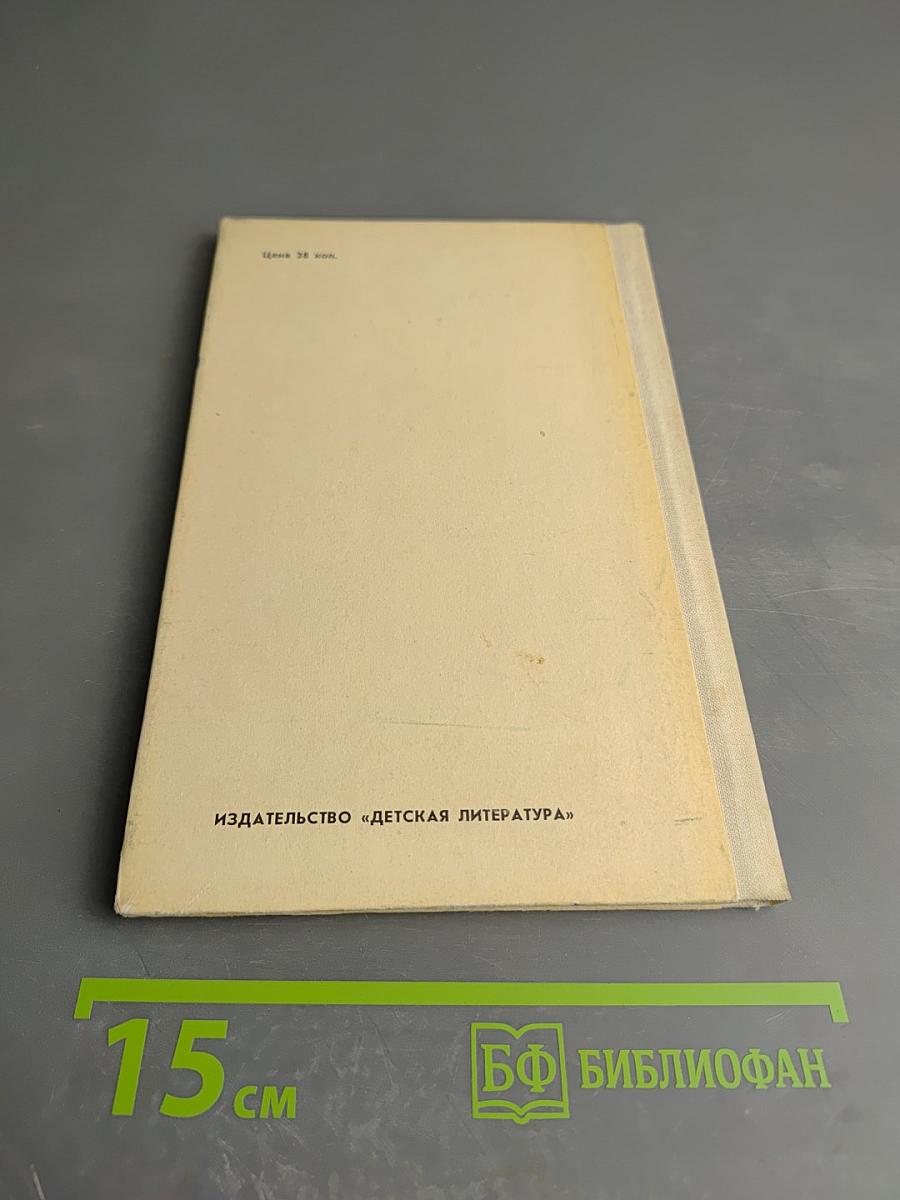 Цена 28 коп.
ИЗДАТЕЛЬСТВО «ДЕТСКАЯ ЛИТЕРАТУРА»
15 см
БФ БИБЛИОФАН